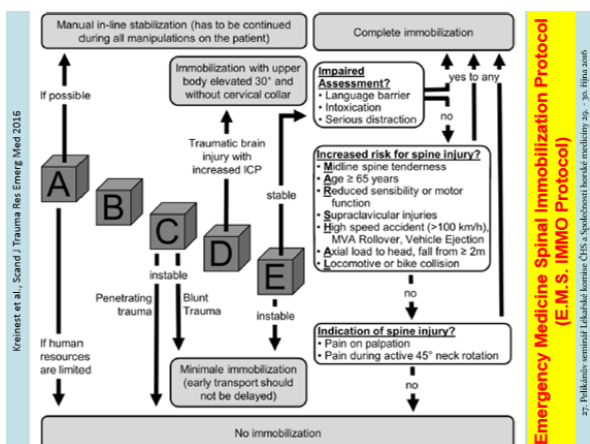 Manual in-line stabilization (has to be continued
during all manipulations on the patient)
Complete immobilization
If possible
Immobilization with upper
body elevated 30° and
without cervical collar
Impaired
Assessment?
• Language barrier
• Intoxication
• Serious distraction
yes to any
no
Traumatic brain
injury with
increased ICP
stable
Increased risk for spine injury?
• Midline spine tenderness
• Age ≥ 65 years
• Reduced sensibility or motor
function
• Supraclavicular injuries
• High speed accident (>100 km/h),
MVA Rollover, Vehicle Ejection
• Axial load to head, fall from ≥ 2m
• Locomotive or bike collision
A
B
C
D
E
instable
Penetrating
trauma
Blunt
Trauma
instable
no
If human
resources
are limited
Minimale immobilization
(early transport should
not be delayed)
Indication of spine injury?
• Pain on palpation
• Pain during active 45° neck rotation
no
No immobilization
Kreinest et al., Scand J Trauma Res Emerg Med 2016
Emergency Medicine Spinal Immobilization Protocol
(E.M.S. IMMO Protocol)
27. Pelikánův seminář Lékařské komise ČHS a Společnosti horské medicíny 29. - 30. října 2016